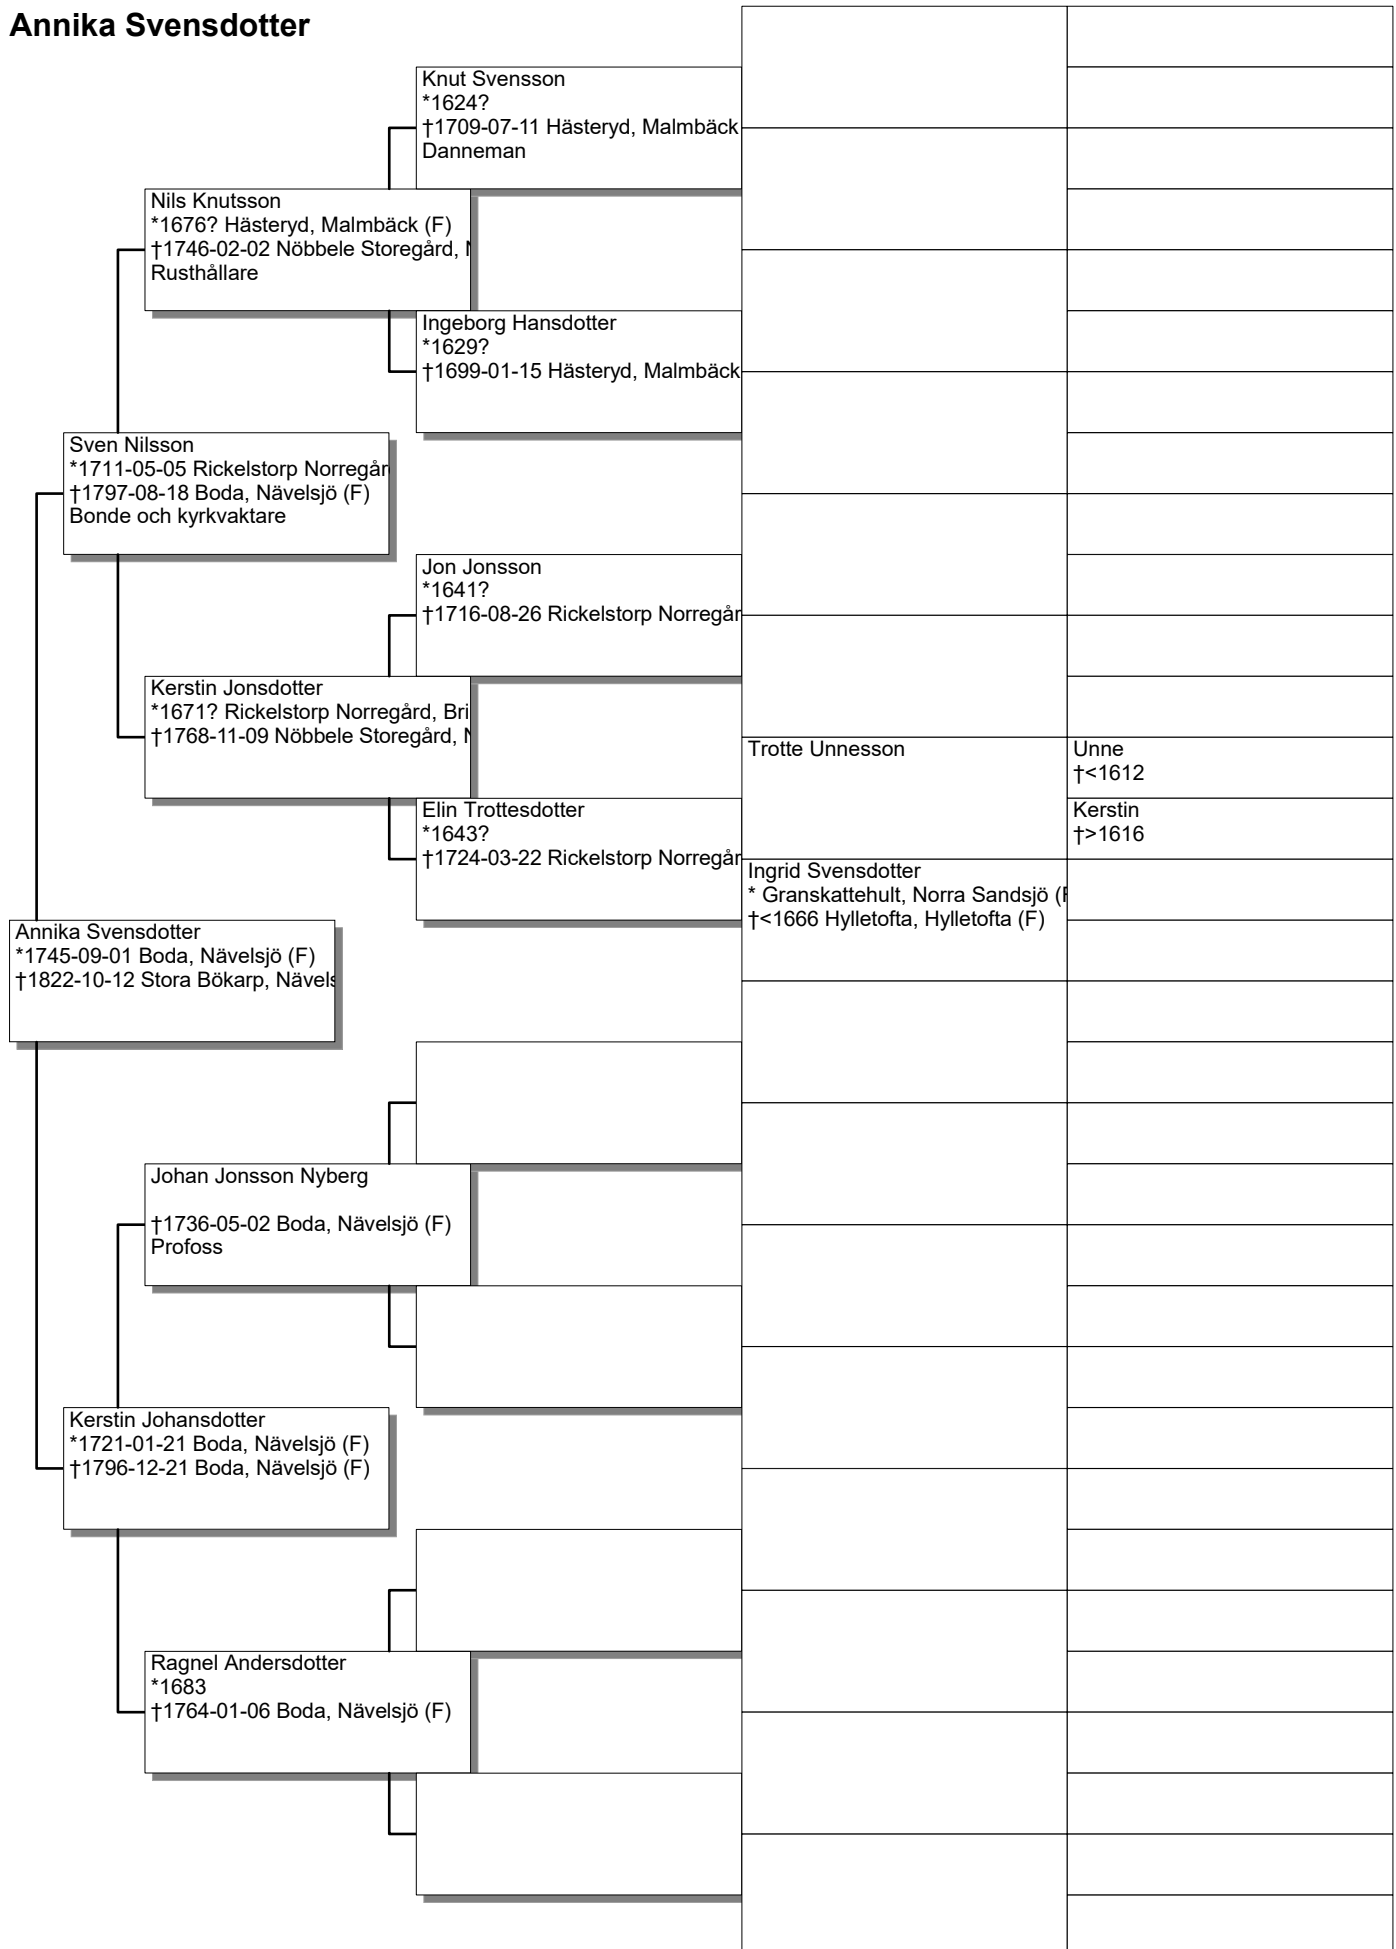 Annika Svensdotter
Knut Svensson
*1624?
†1709-07-11 Hästeryd, Malmbäck
Danneman
Nils Knutsson
*1676? Hästeryd, Malmbäck (F)
†1746-02-02 Nöbbele Storegård,
Rusthållare
Ingeborg Hansdotter
*1629?
†1699-01-15 Hästeryd, Malmbäck
Sven Nilsson
*1711-05-05 Rickelstorp Norregår
†1797-08-18 Boda, Nävelsjö (F)
Bonde och kyrkvaktare
Jon Jonsson
*1641?
†1716-08-26 Rickelstorp Norregår
Kerstin Jonsdotter
*1671? Rickelstorp Norregård, Bri
†1768-11-09 Nöbbele Storegård,
Trotte Unnesson
Unne
†<1612
Elin Trottesdotter
*1643?
†1724-03-22 Rickelstorp Norregår
Kerstin
†>1616
Ingrid Svensdotter
* Granskattehult, Norra Sandsjö (F
†<1666 Hylletofta, Hylletofta (F)
Annika Svensdotter
*1745-09-01 Boda, Nävelsjö (F)
†1822-10-12 Stora Bökarp, Nävels
Johan Jonsson Nyberg
†1736-05-02 Boda, Nävelsjö (F)
Profoss
Kerstin Johansdotter
*1721-01-21 Boda, Nävelsjö (F)
†1796-12-21 Boda, Nävelsjö (F)
Ragnel Andersdotter
*1683
†1764-01-06 Boda, Nävelsjö (F)